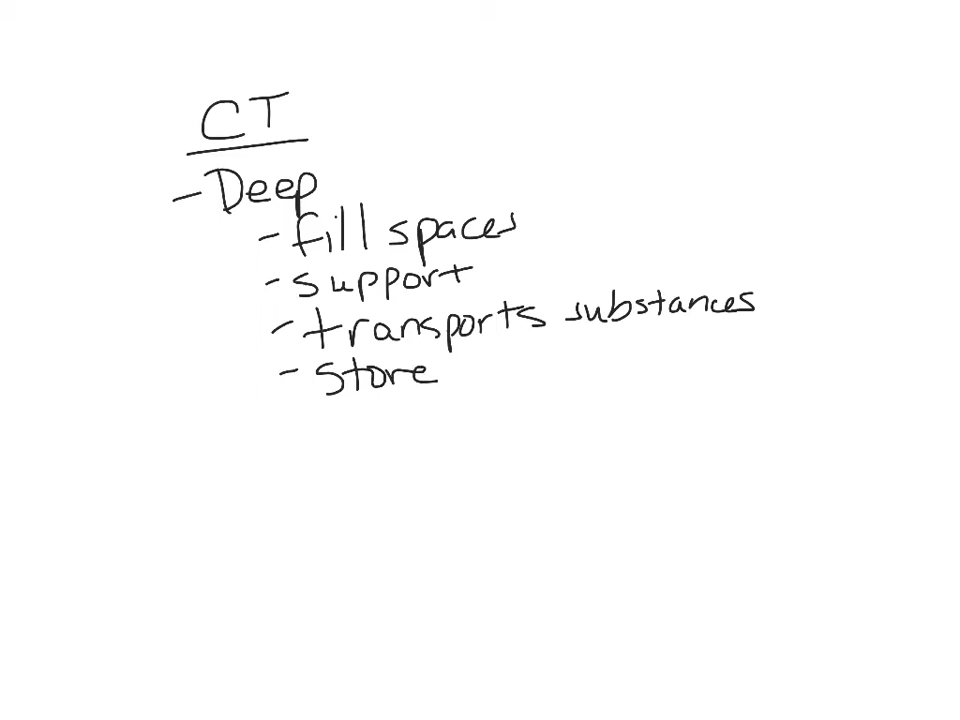 CT
- Deep
- fill spaces
- support
- transports substances
- store